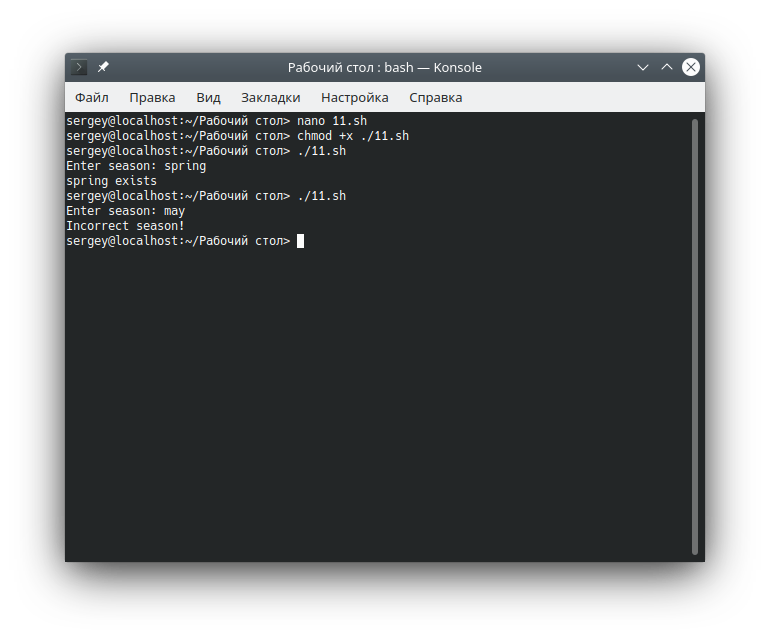 Рабочий стол : bash — Konsole
Файл Правка Вид Закладки Настройка Справка
sergey@localhost:~/Рабочий стол> nano 11.sh
sergey@localhost:~/Рабочий стол> chmod +x ./11.sh
sergey@localhost:~/Рабочий стол> ./11.sh
Enter season: spring
spring exists
sergey@localhost:~/Рабочий стол> ./11.sh
Enter season: may
Incorrect season!
sergey@localhost:~/Рабочий стол>